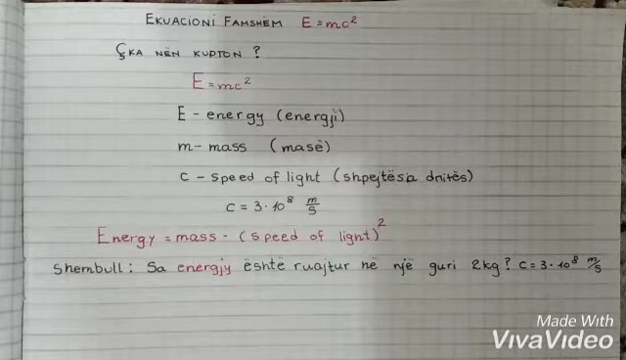 EKUACIONI FAMSHËM E=mc²
ÇKA NËN KUPTON?
E=mc²
E - energy (energji)
m - mass (masë)
c - speed of light (shpejtësia dritës)
c = 3·10⁸ m/s
Energy = mass · (speed of light)²
Shembull: Sa energjy është ruajtur në një guri 2kg? c=3·10⁸ m/s
Made With
VivaVideo